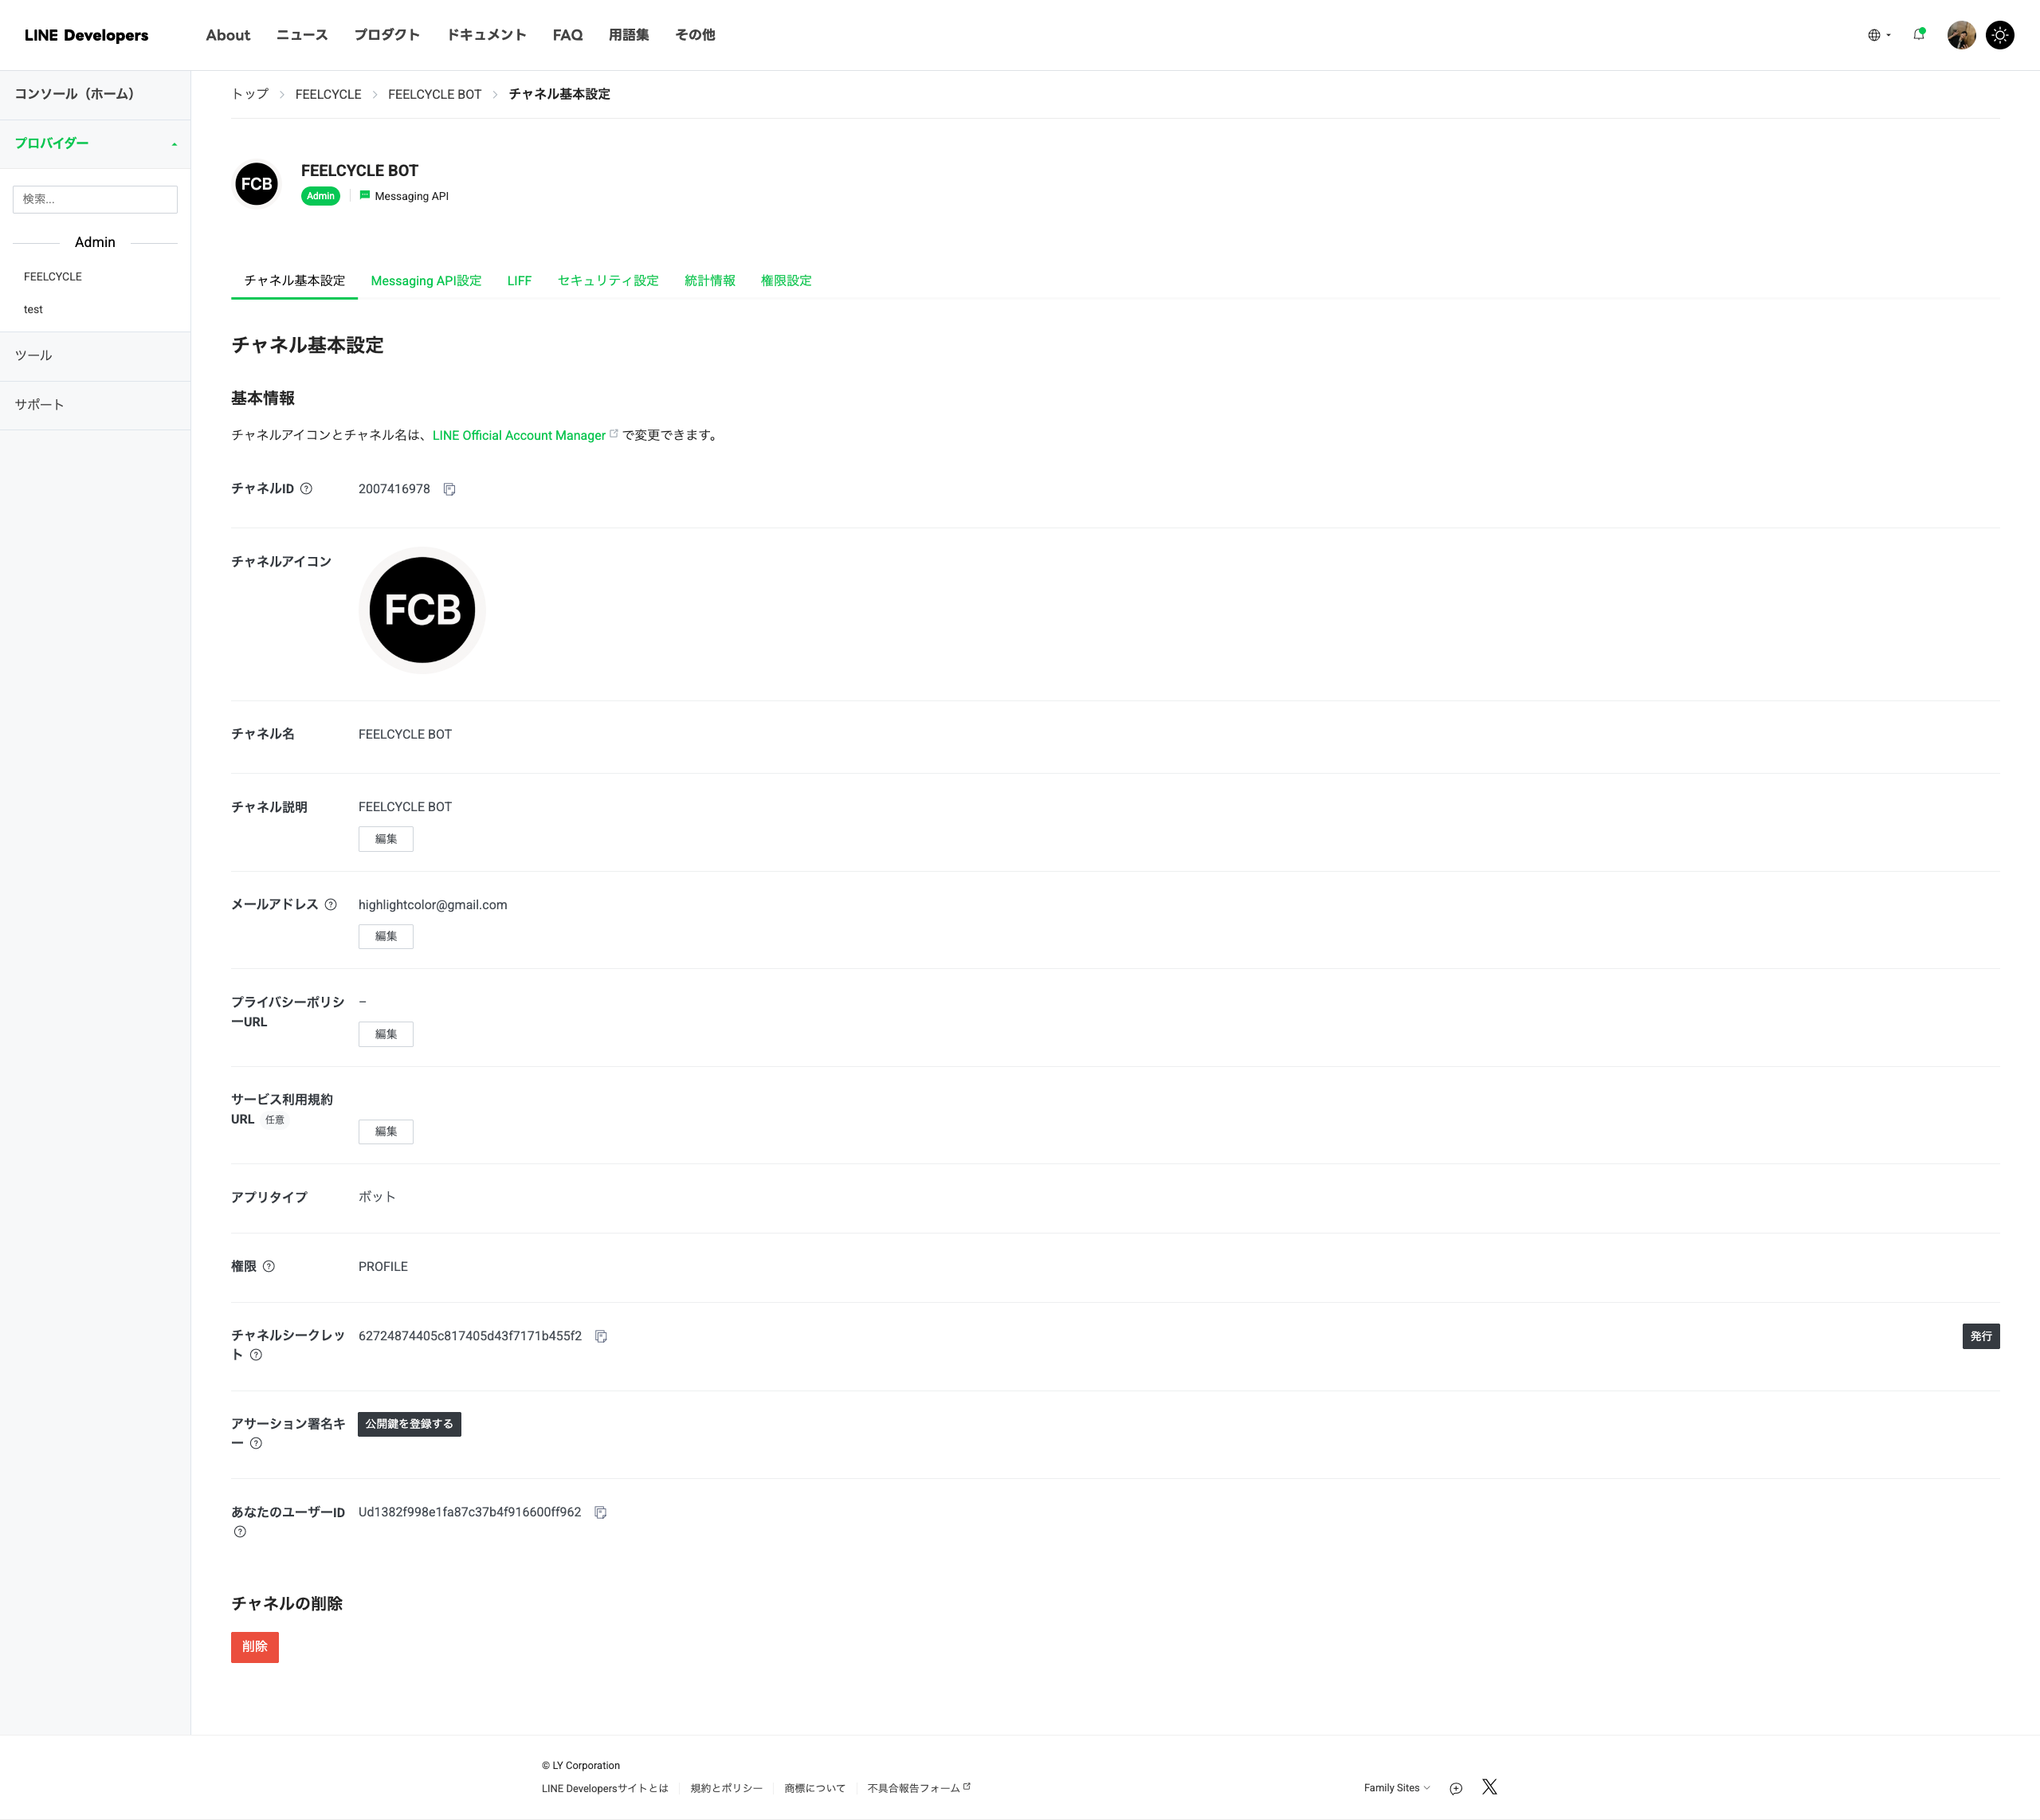 LINE Developers
About ニュース プロダクト ドキュメント FAQ 用語集 その他
コンソール（ホーム）
プロバイダー
検索...
Admin
FEELCYCLE
test
ツール
サポート
トップ FEELCYCLE FEELCYCLE BOT チャネル基本設定
FCB
FEELCYCLE BOT
Admin Messaging API
チャネル基本設定 Messaging API設定 LIFF セキュリティ設定 統計情報 権限設定
チャネル基本設定
基本情報
チャネルアイコンとチャネル名は、LINE Official Account Manager で変更できます。
チャネルID 2007416978
チャネルアイコン
FCB
チャネル名 FEELCYCLE BOT
チャネル説明 FEELCYCLE BOT
編集
メールアドレス highlightcolor@gmail.com
編集
プライバシーポリシ –
ーURL
編集
サービス利用規約
URL 任意
編集
アプリタイプ ボット
権限 PROFILE
チャネルシークレッ 62724874405c817405d43f7171b455f2 発行
ト
アサーション署名キ 公開鍵を登録する
ー
あなたのユーザーID Ud1382f998e1fa87c37b4f916600ff962
チャネルの削除
削除
© LY Corporation
LINE Developersサイトとは 規約とポリシー 商標について 不具合報告フォーム
Family Sites